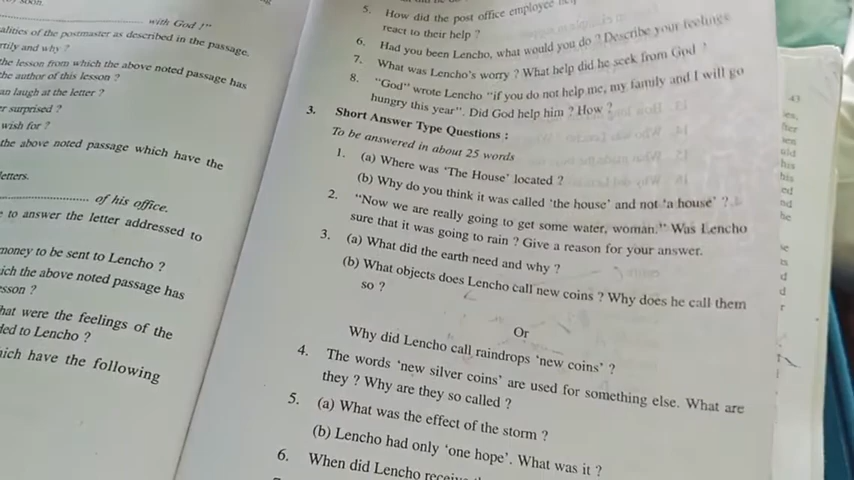 with God !"
alities of the postmaster as described in the passage.
rtily and why ?
the lesson from which the above noted passage has
the author of this lesson ?
an laugh at the letter ?
er surprised ?
wish for ?
the above noted passage which have the
letters.
of his office.
e to answer the letter addressed to
money to be sent to Lencho ?
ich the above noted passage has
esson ?
hat were the feelings of the
ded to Lencho ?
hich have the following
5. How did the post office employee
react to their help ?
6. Had you been Lencho, what would you do ? Describe your feelings
7. What was Lencho's worry ? What help did he seek from God ?
8. "God" wrote Lencho "if you do not help me, my family and I will go
hungry this year". Did God help him ? How ?
3. Short Answer Type Questions :
To be answered in about 25 words
1. (a) Where was 'The House' located ?
(b) Why do you think it was called 'the house' and not 'a house' ?
2. "Now we are really going to get some water, woman." Was Lencho
sure that it was going to rain ? Give a reason for your answer.
3. (a) What did the earth need and why ?
(b) What objects does Lencho call new coins ? Why does he call them
so ?
Or
Why did Lencho call raindrops 'new coins' ?
4. The words 'new silver coins' are used for something else. What are
they ? Why are they so called ?
5. (a) What was the effect of the storm ?
(b) Lencho had only 'one hope'. What was it ?
6. When did Lencho